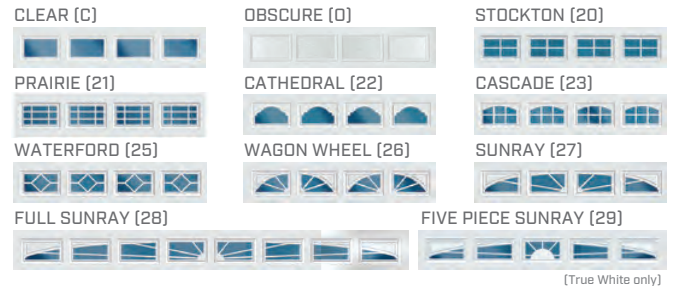 CLEAR (C) OBSCURE (O) STOCKTON (20)
PRAIRIE (21) CATHEDRAL (22) CASCADE (23)
WATERFORD (25) WAGON WHEEL (26) SUNRAY (27)
FULL SUNRAY (28) FIVE PIECE SUNRAY (29)
(True White only)